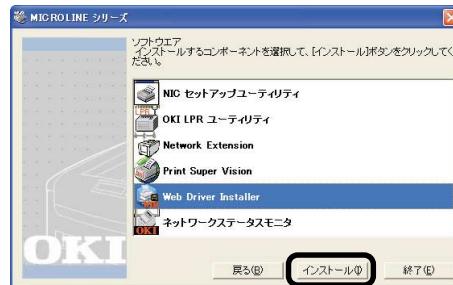 MICROLINE シリーズ
ソフトウエア
インストールするコンポーネントを選択して、[インストール]ボタンをクリックしてく
ださい。
NIC セットアップユーティリティ
OKI LPR ユーティリティ
Network Extension
Print Super Vision
Web Driver Installer
ネットワークステータスモニタ
OKI
戻る(B) インストール(I) 終了(E)